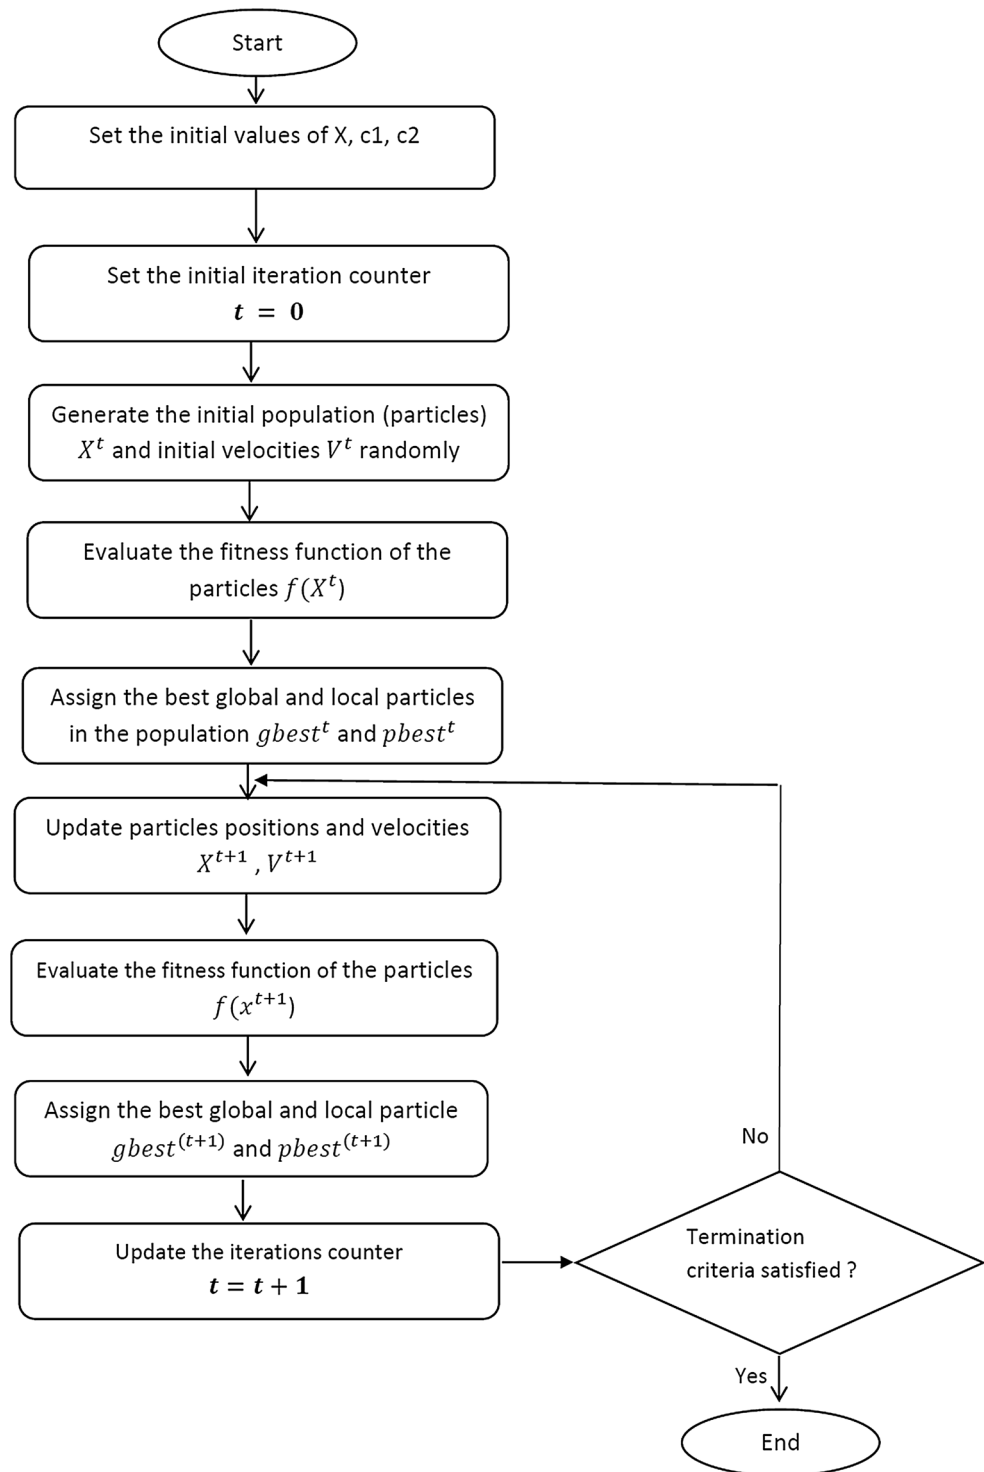 Start
Set the initial values of X, c1, c2
Set the initial iteration counter
t = 0
Generate the initial population (particles)
X^t and initial velocities V^t randomly
Evaluate the fitness function of the
particles f(X^t)
Assign the best global and local particles
in the population gbest^t and pbest^t
Update particles positions and velocities
X^{t+1} , V^{t+1}
Evaluate the fitness function of the particles
f(x^{t+1})
Assign the best global and local particle
gbest^{(t+1)} and pbest^{(t+1)}
Update the iterations counter
t = t + 1
No
Termination
criteria satisfied ?
Yes
End